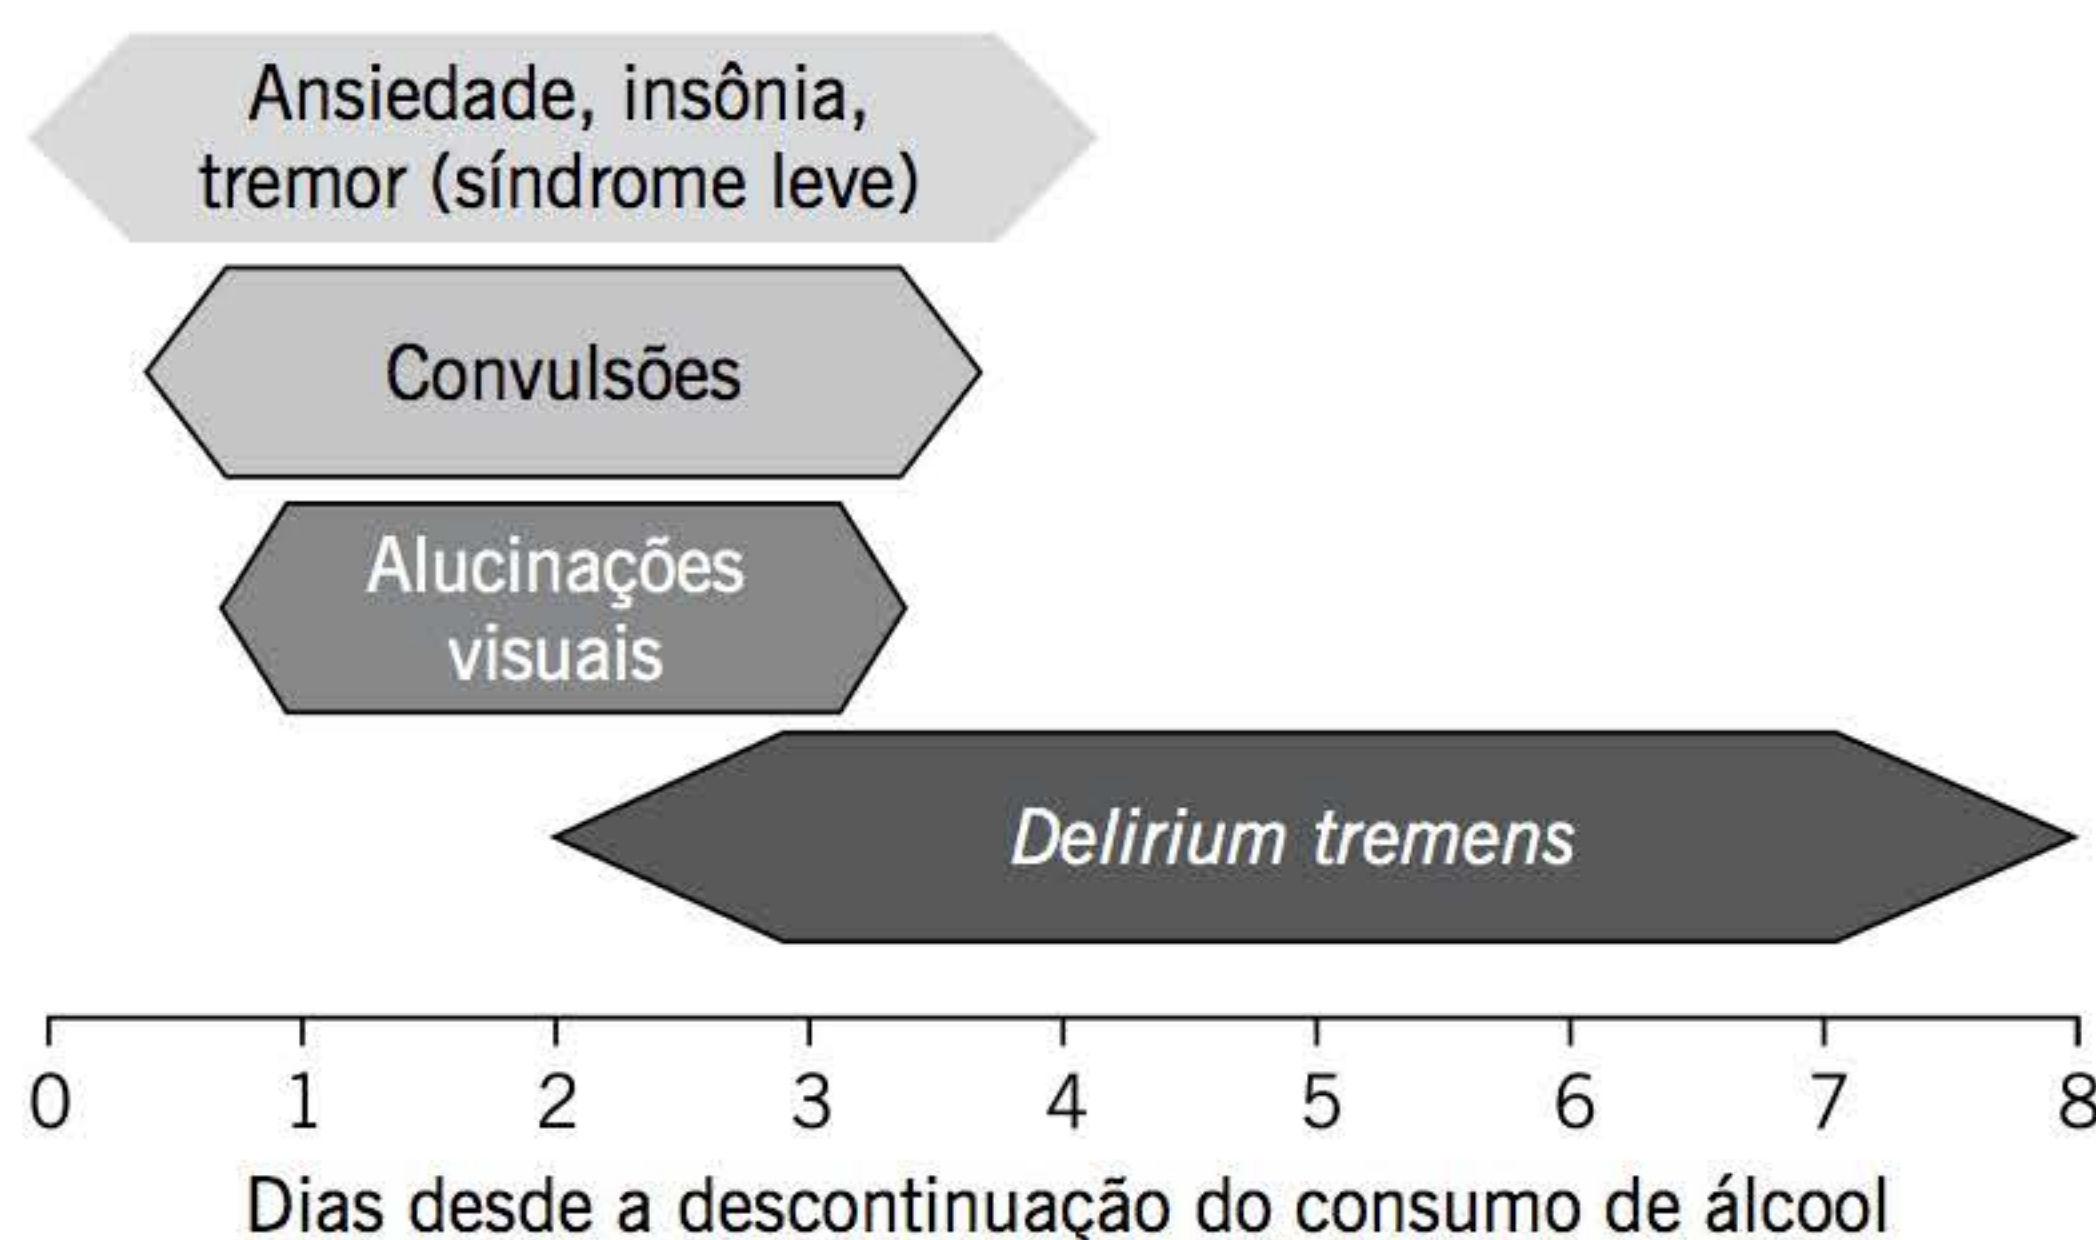 Ansiedade, insônia,
tremor (síndrome leve)
Convulsões
Alucinações
visuais
Delirium tremens
0 1 2 3 4 5 6 7 8
Dias desde a descontinuação do consumo de álcool